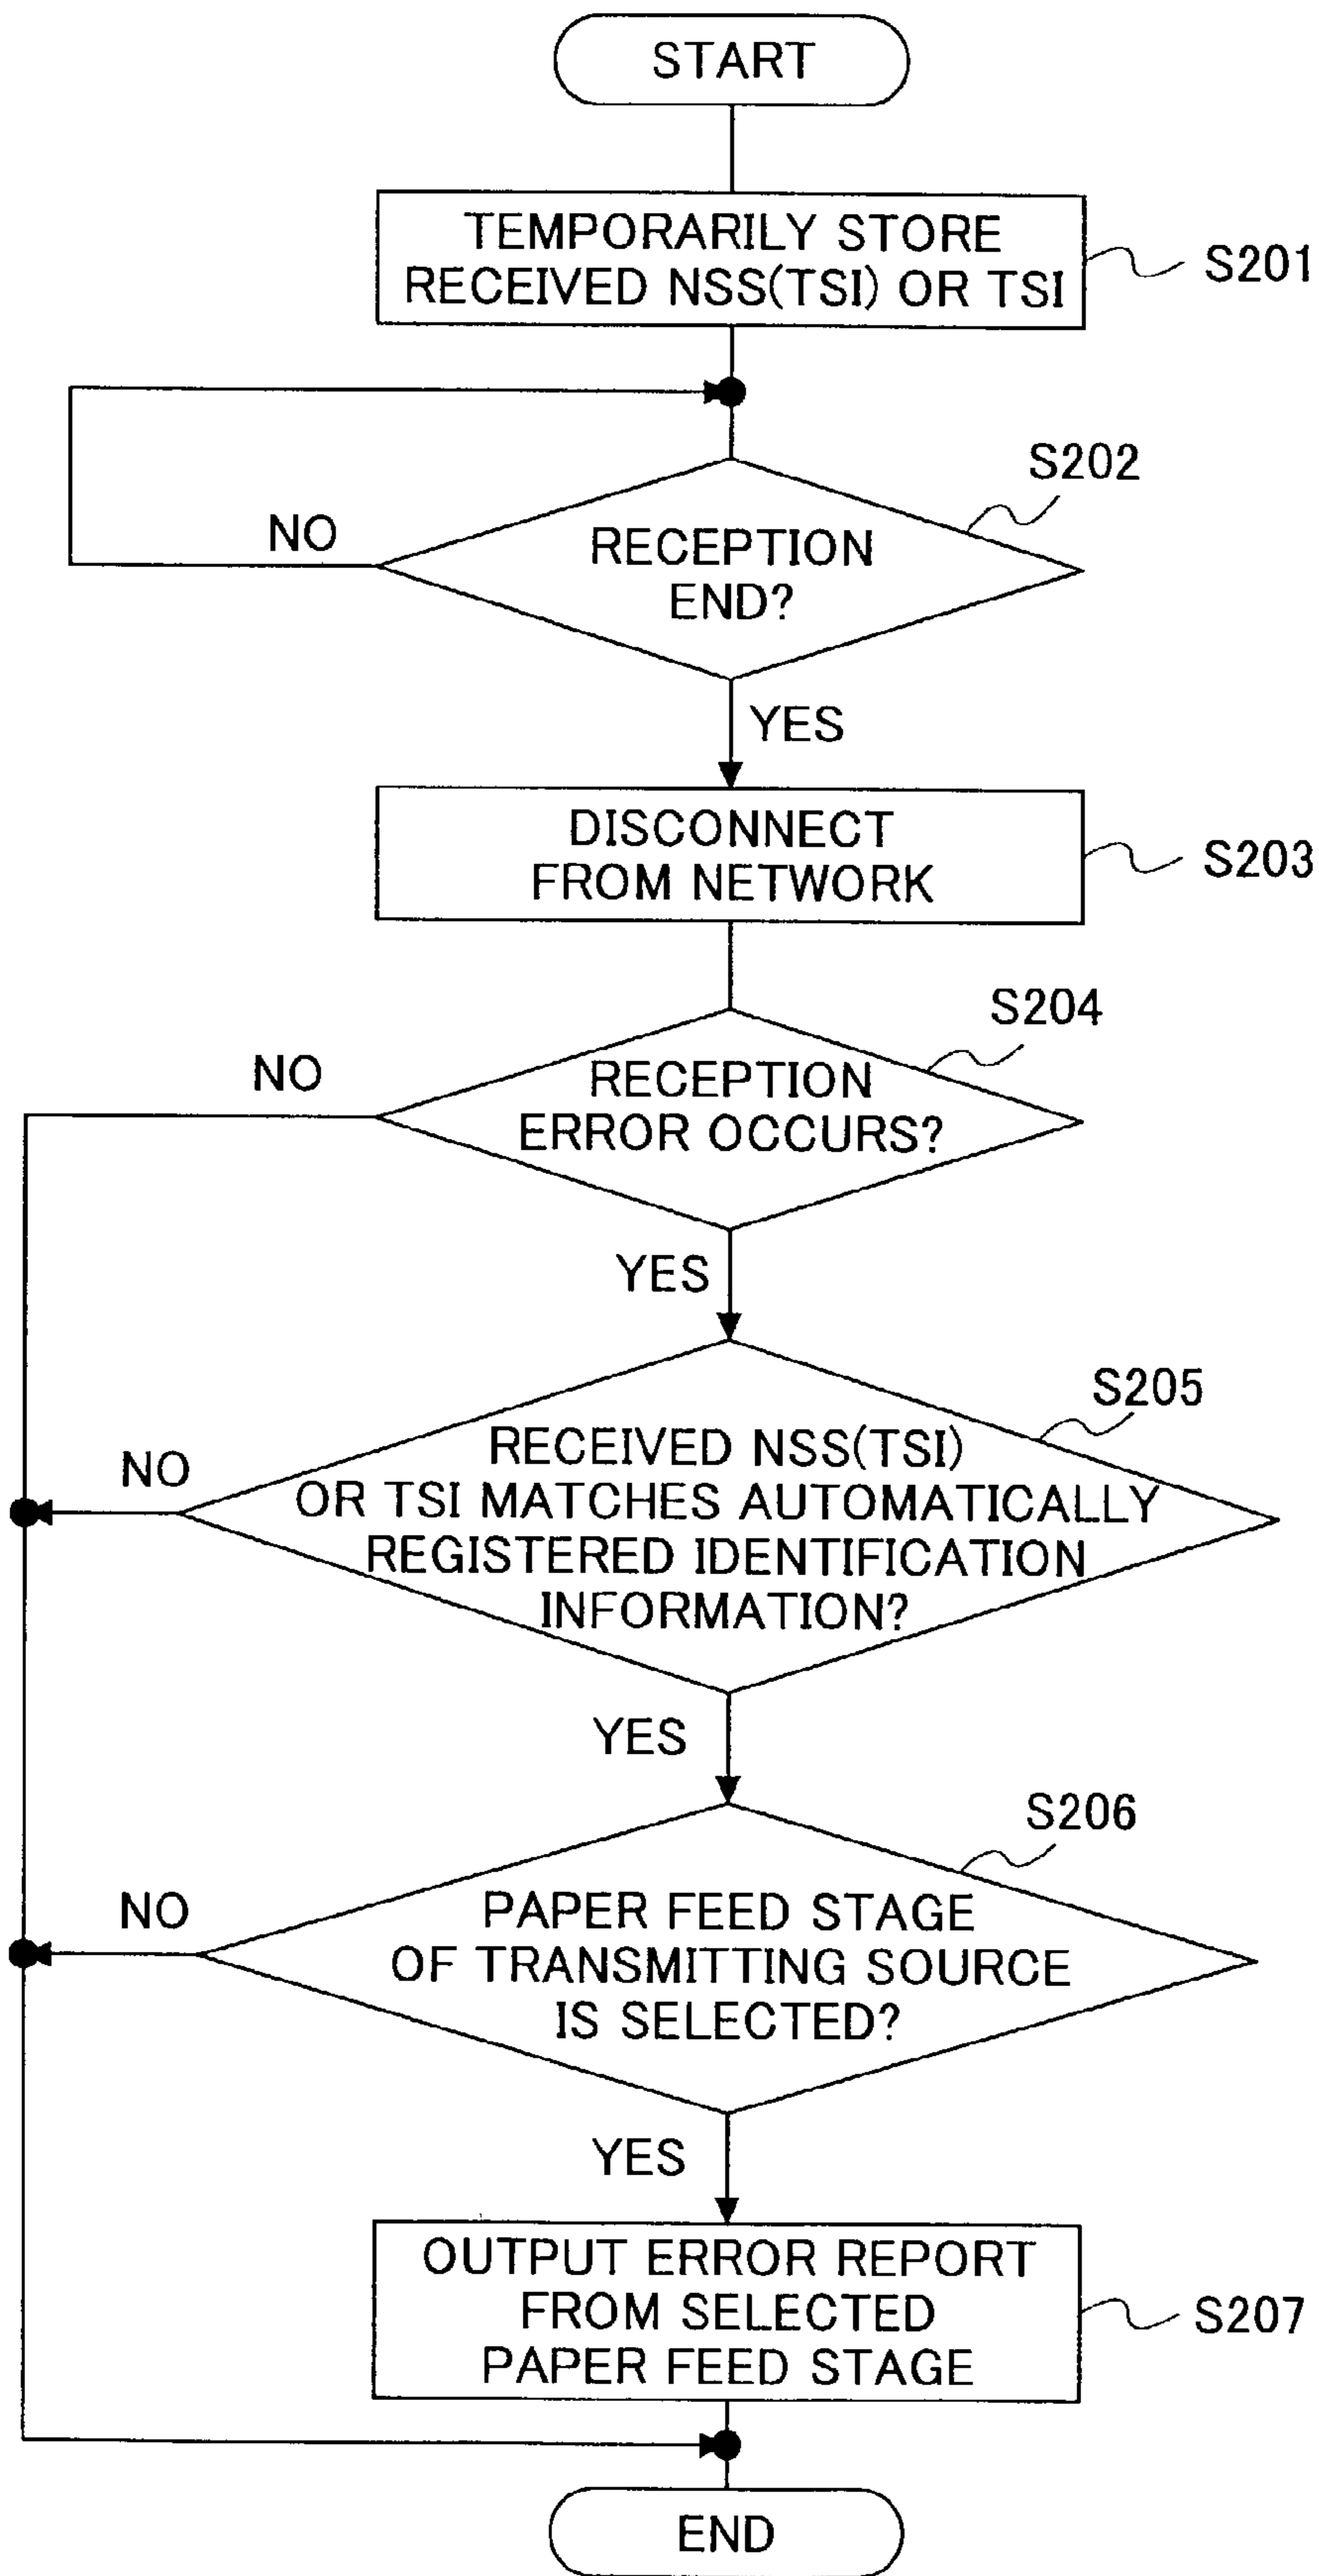 START
TEMPORARILY STORE
RECEIVED NSS(TSI) OR TSI
S201
S202
NO
RECEPTION
END?
YES
DISCONNECT
FROM NETWORK
S203
S204
NO
RECEPTION
ERROR OCCURS?
YES
S205
NO
RECEIVED NSS(TSI)
OR TSI MATCHES AUTOMATICALLY
REGISTERED IDENTIFICATION
INFORMATION?
YES
S206
NO
PAPER FEED STAGE
OF TRANSMITTING SOURCE
IS SELECTED?
YES
OUTPUT ERROR REPORT
FROM SELECTED
PAPER FEED STAGE
S207
END